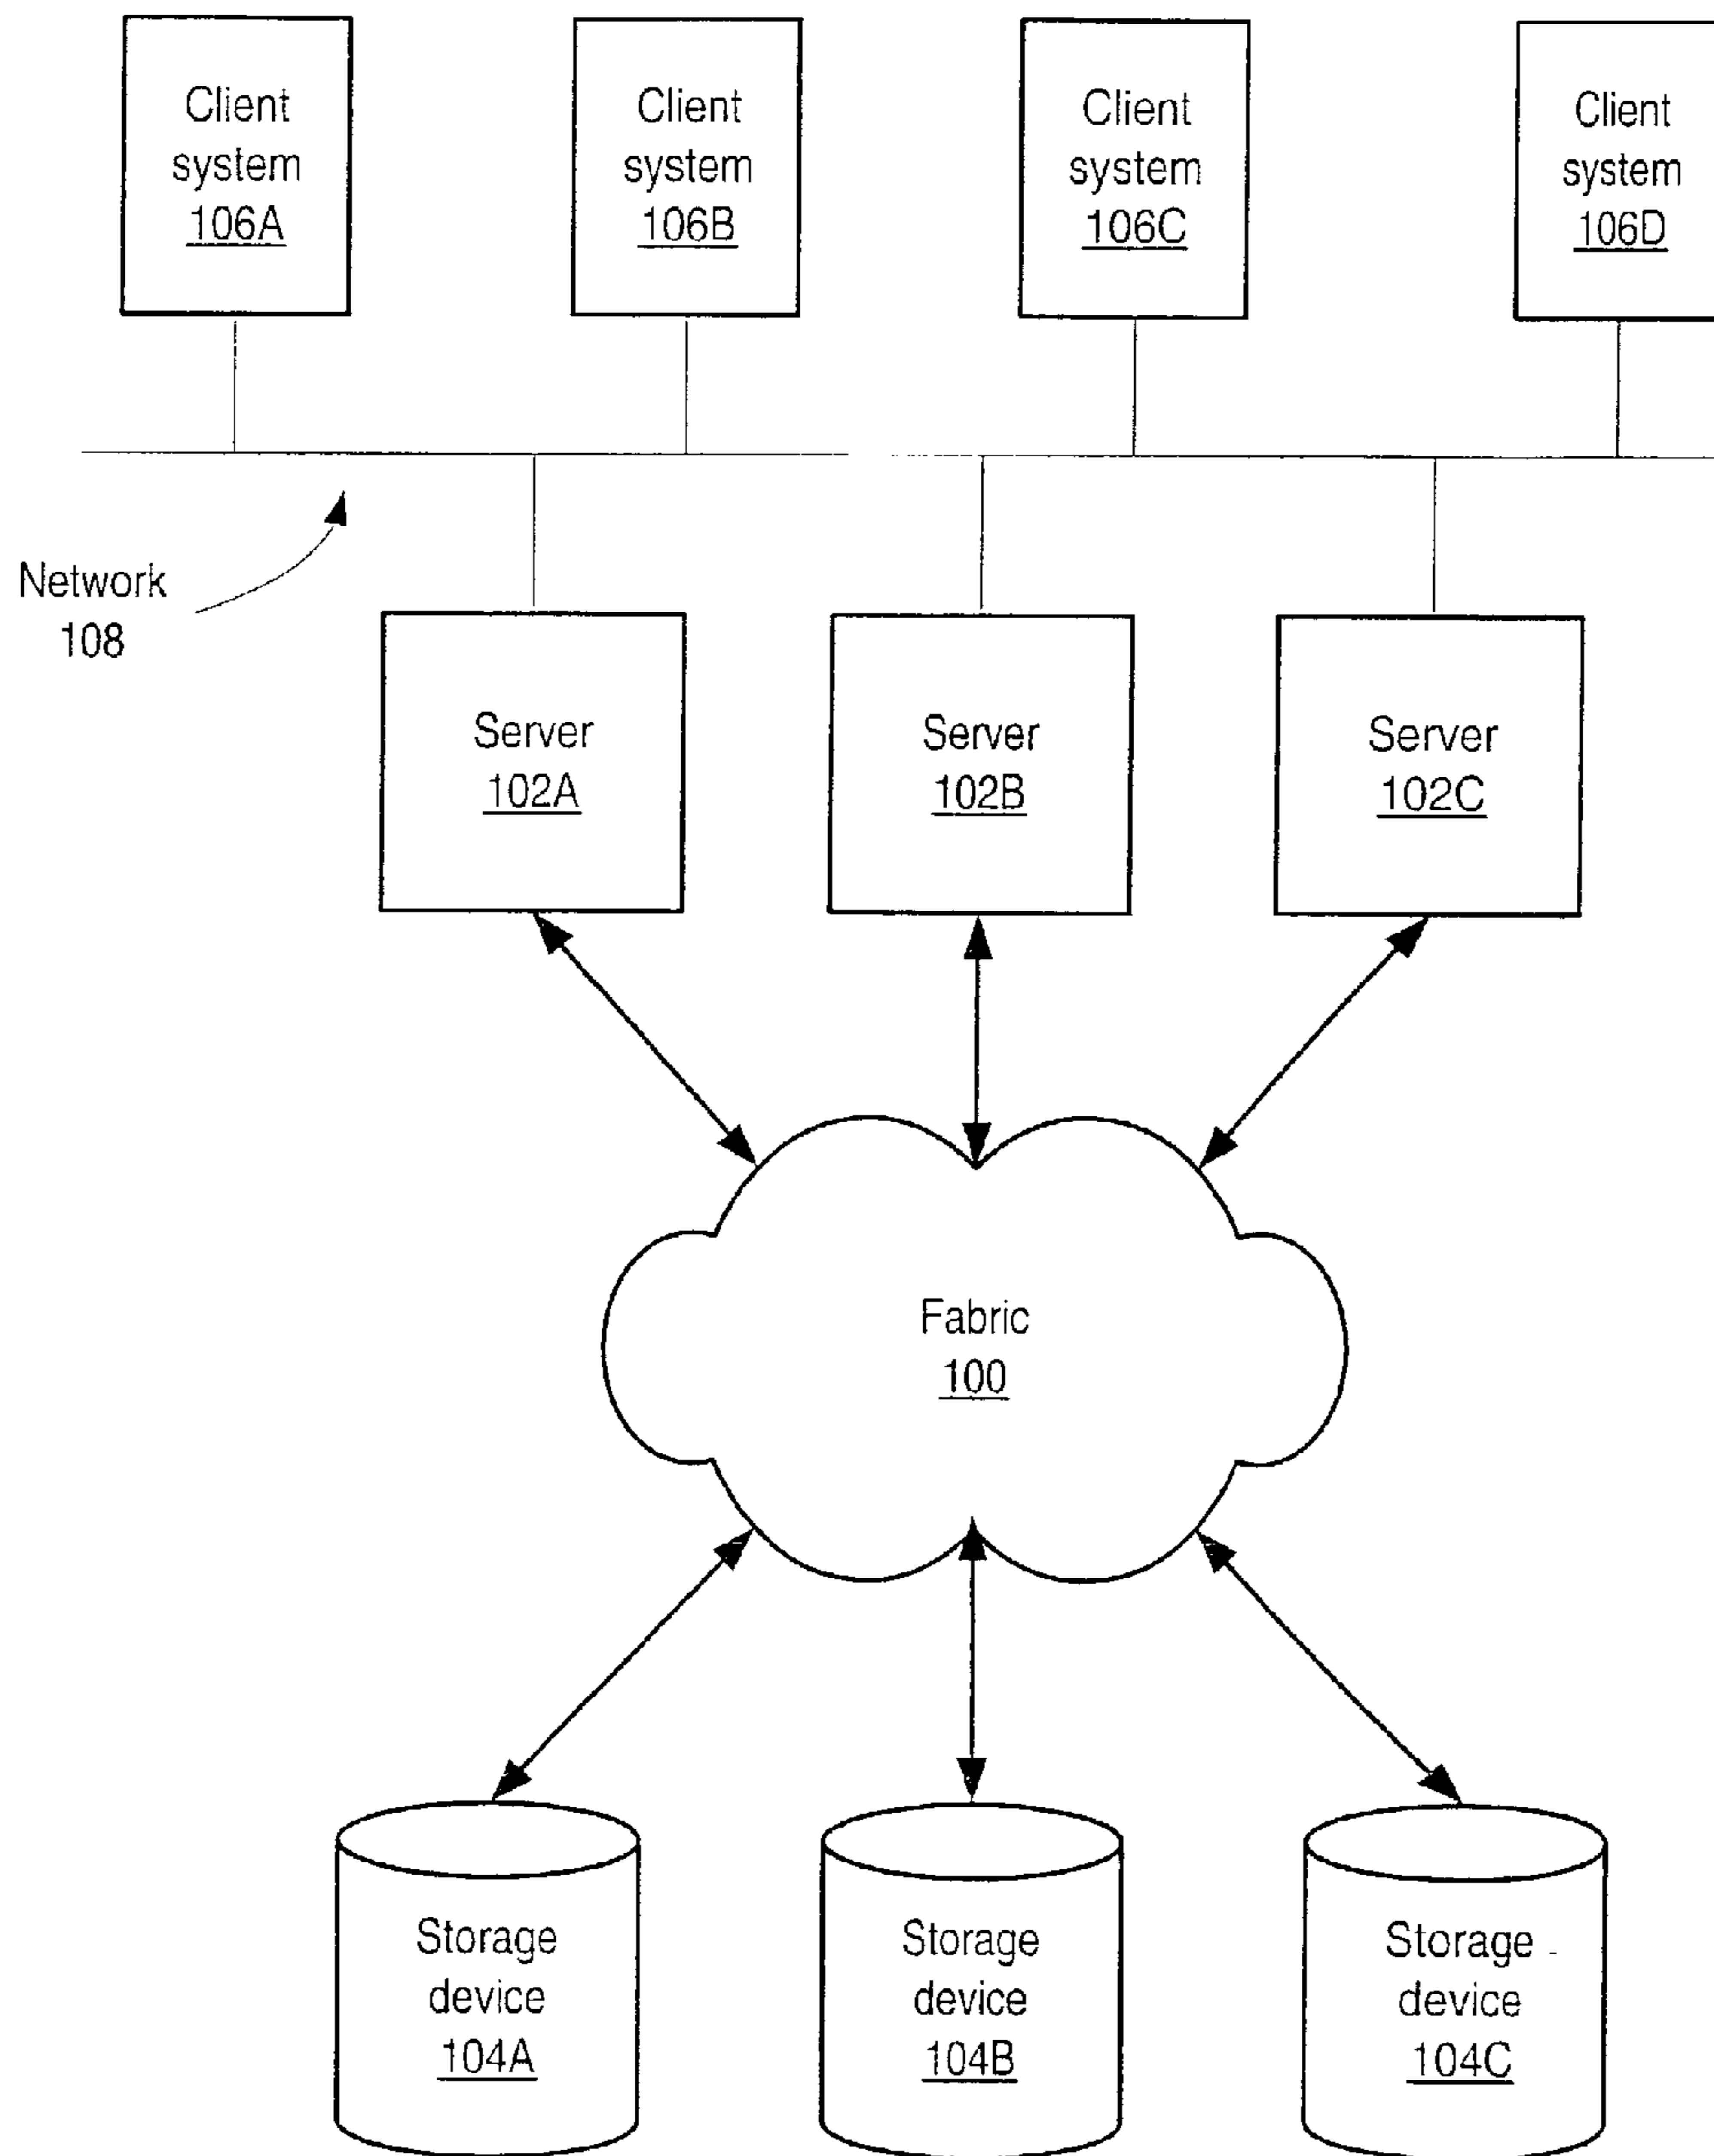 Client
system
106A
Client
system
106B
Client
system
106C
Client
system
106D
Network
108
Server
102A
Server
102B
Server
102C
Fabric
100
Storage
device
104A
Storage
device
104B
Storage
device
104C